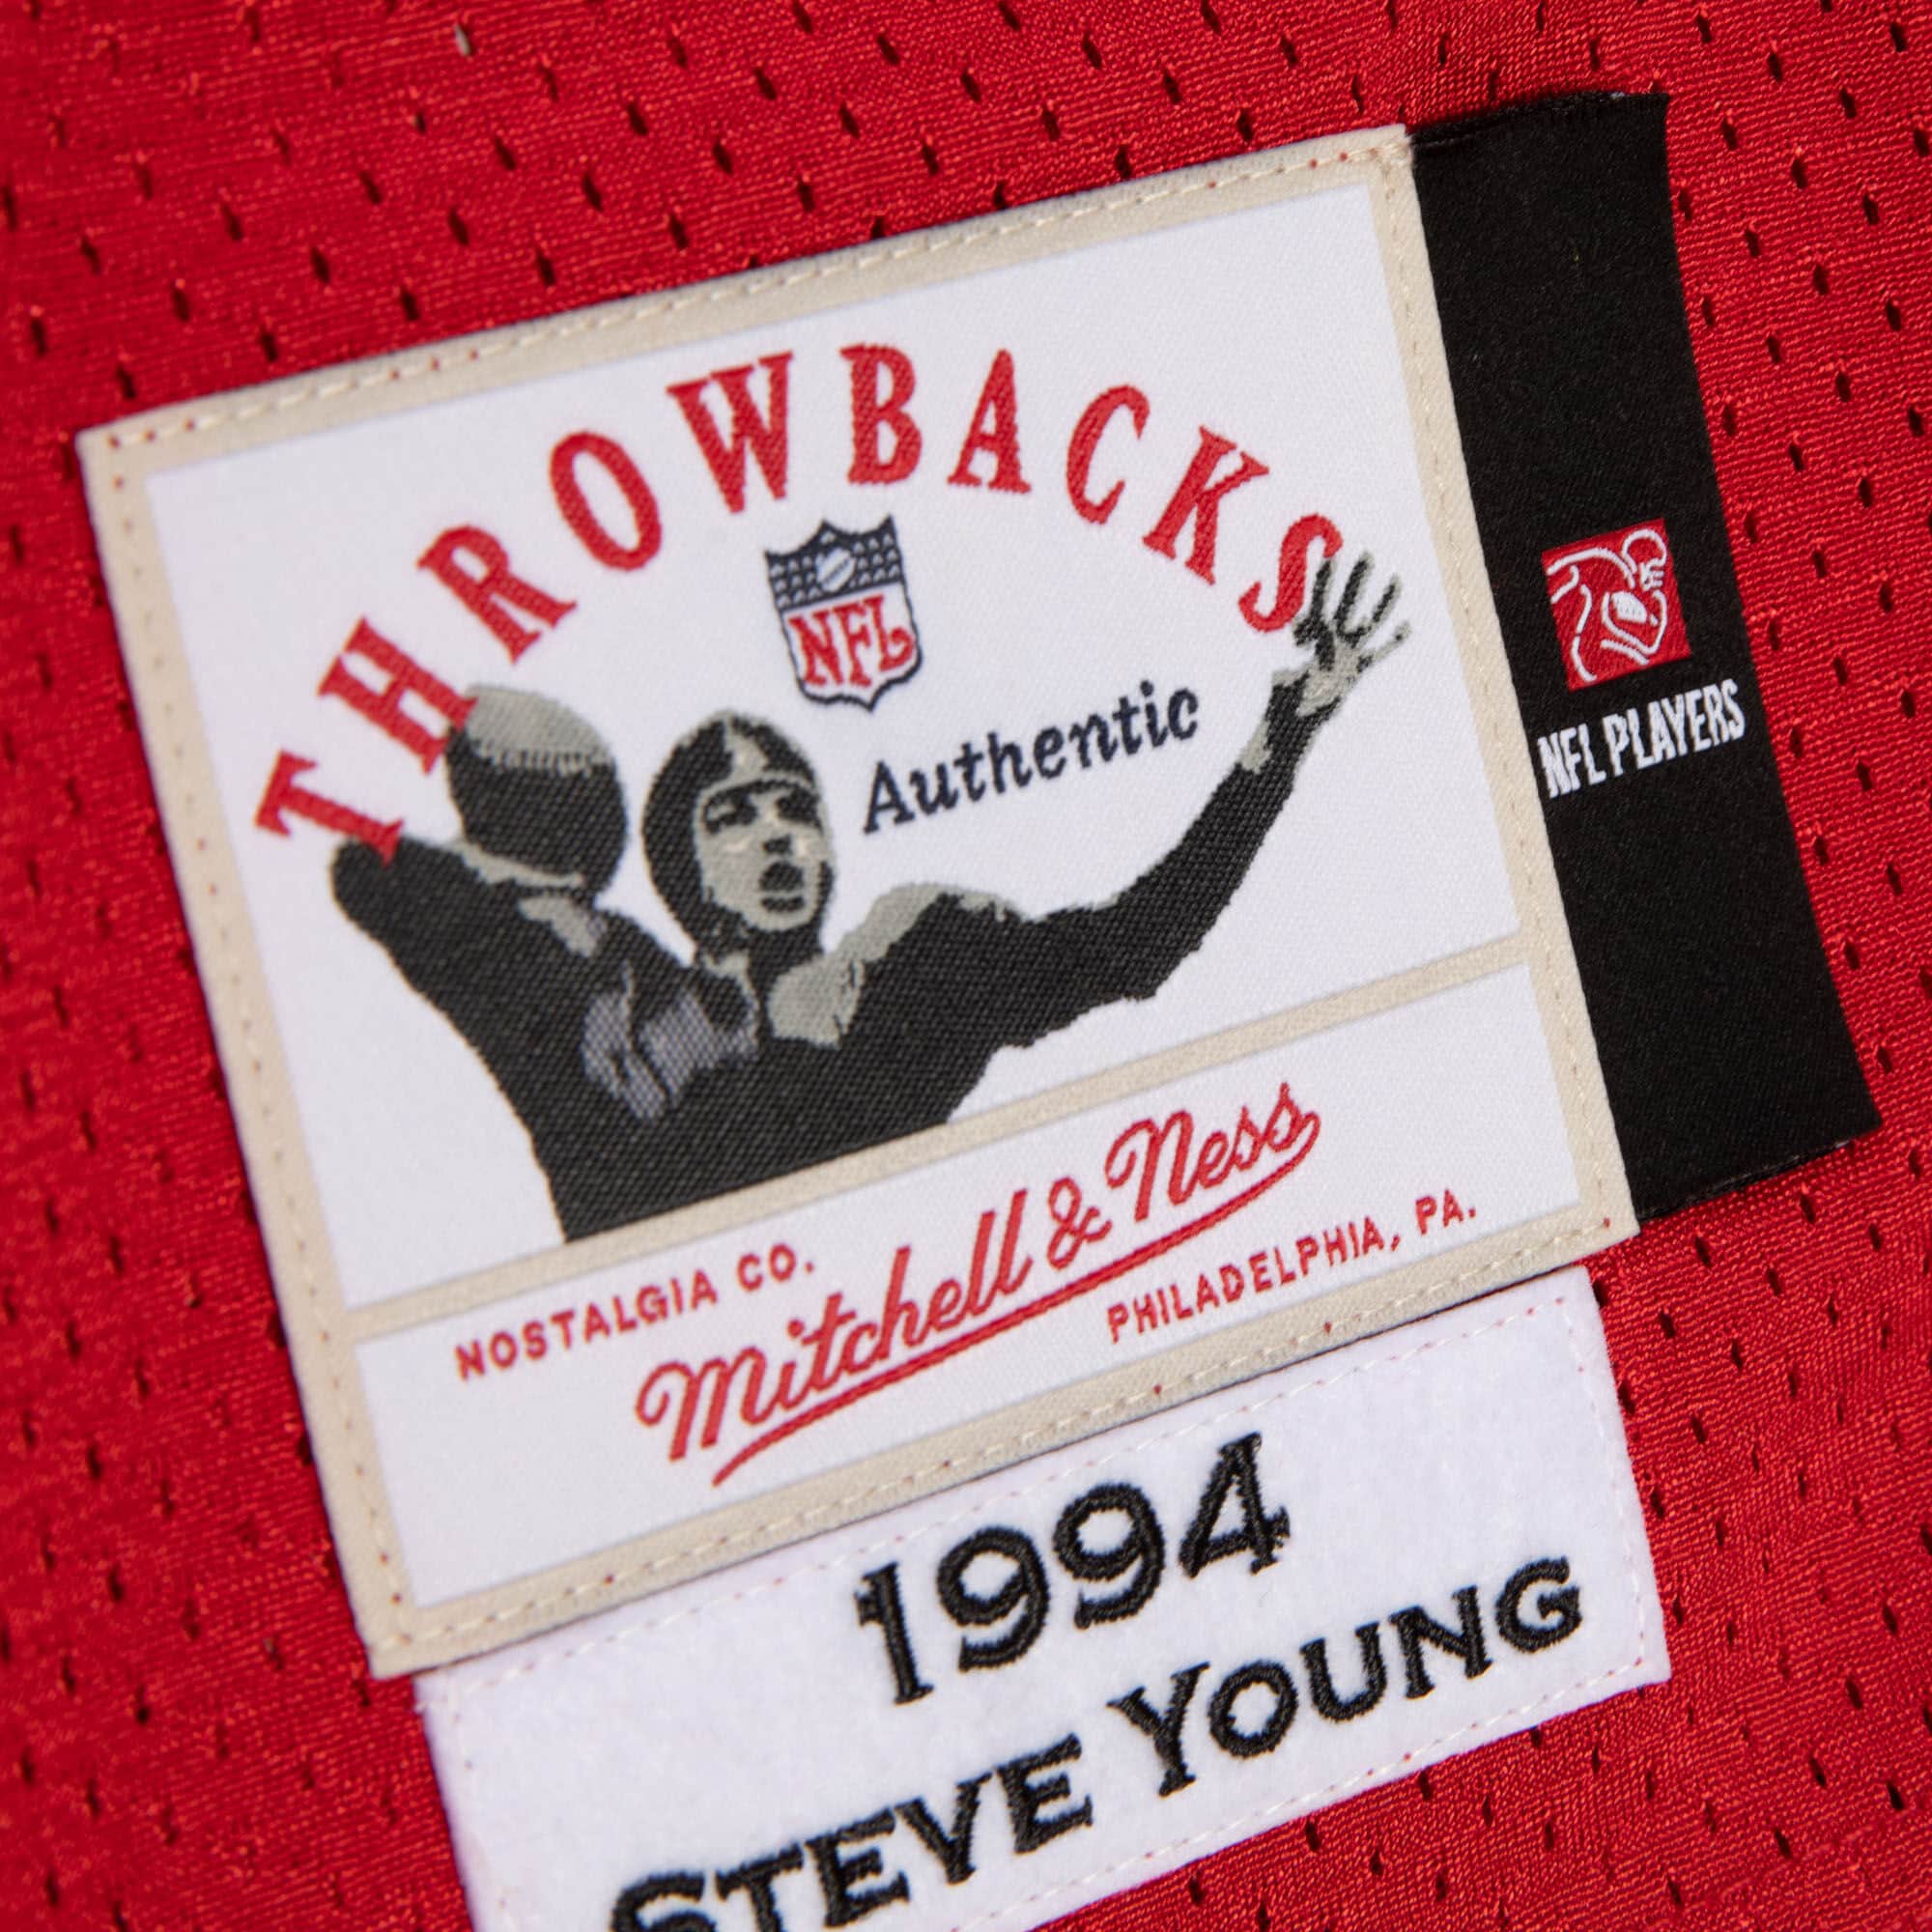 THROWBACKS
NFL
Authentic
NFL PLAYERS
NOSTALGIA CO.
Mitchell & Ness
PHILADELPHIA, PA.
1994
STEVE YOUNG